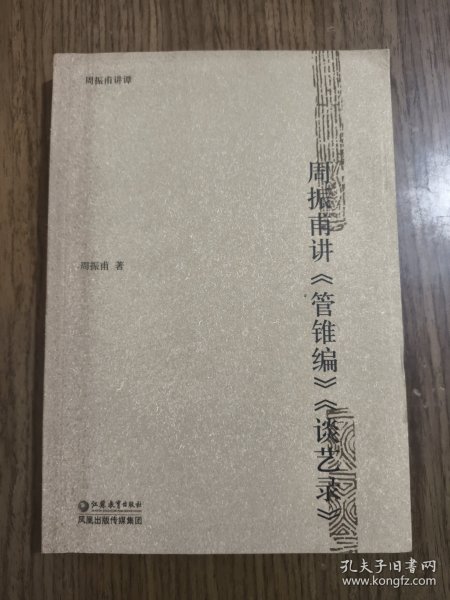 周振甫讲谭
周振甫讲《管锥编》《谈艺录》
周振甫 著
江苏教育出版社
凤凰出版传媒集团
孔夫子旧书网
www.kongfz.com